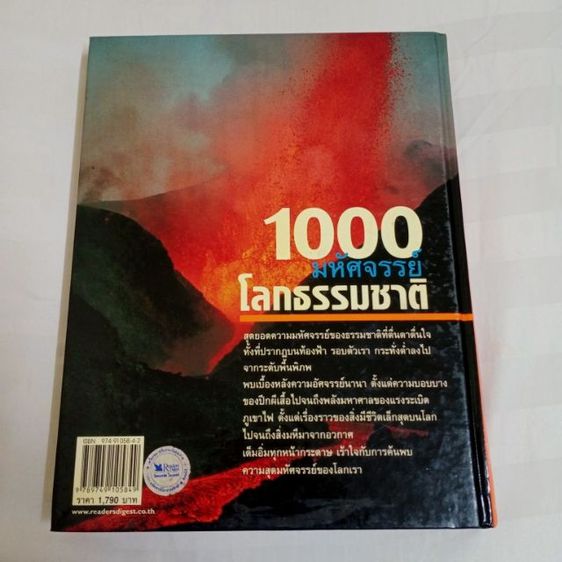 1000
มหัศจรรย์
โลกธรรมชาติ
สุดยอดความมหัศจรรย์ของธรรมชาติที่ตื่นตาตื่นใจ
ทั้งที่ปรากฏบนท้องฟ้า รอบตัวเรา กระทั่งต่ำลงไป
จากระดับพื้นพิภพ
พบเบื้องหลังความอัศจรรย์นานา ตั้งแต่ความบอบบาง
ของปีกผีเสื้อไปจนถึงพลังมหาศาลของแรงระเบิด
ภูเขาไฟ ตั้งแต่เรื่องราวของสิ่งมีชีวิตเล็กสุดบนโลก
ไปจนถึงสิ่งมหึมาจากอวกาศ
เต็มอิ่มทุกหน้ากระดาษ เร้าใจกับการค้นพบ
ความสุดมหัศจรรย์ของโลกเรา
ISBN 974-91058-4-2
9 789749 105849
ราคา 1,790 บาท
www.readersdigest.co.th